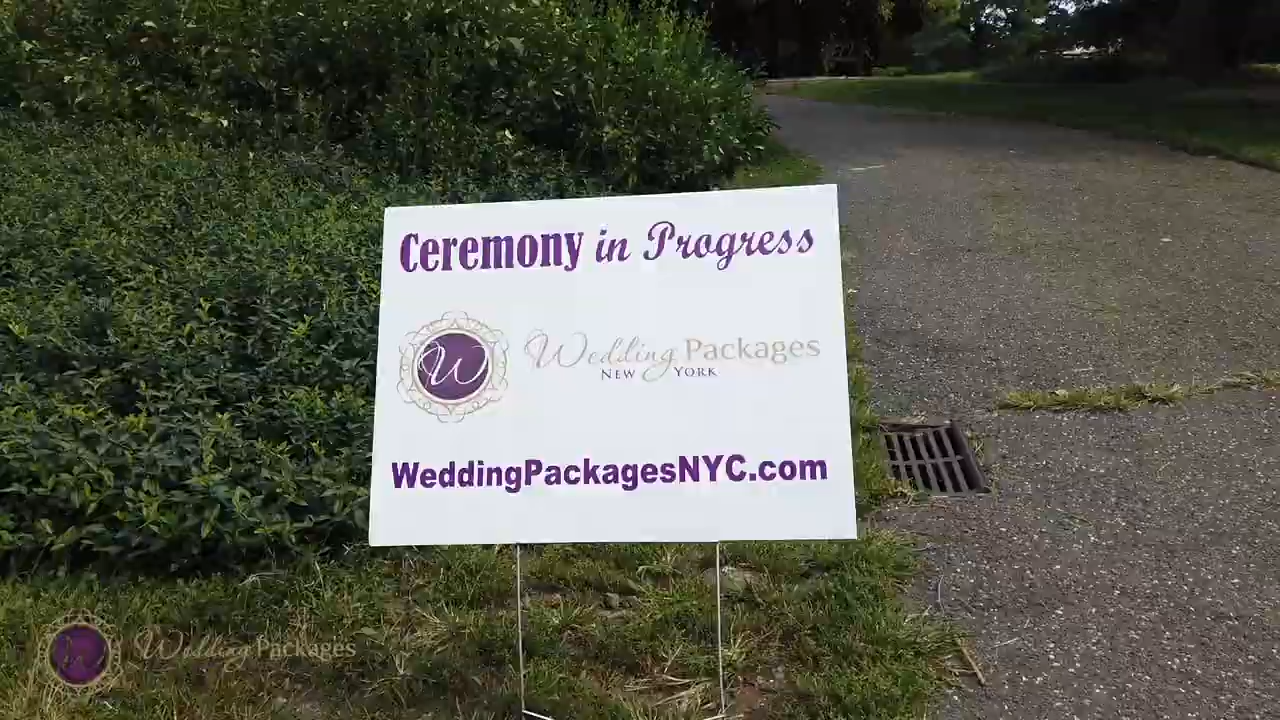 Ceremony in Progress
W
Wedding Packages
NEW YORK
WeddingPackagesNYC.com
W Wedding Packages